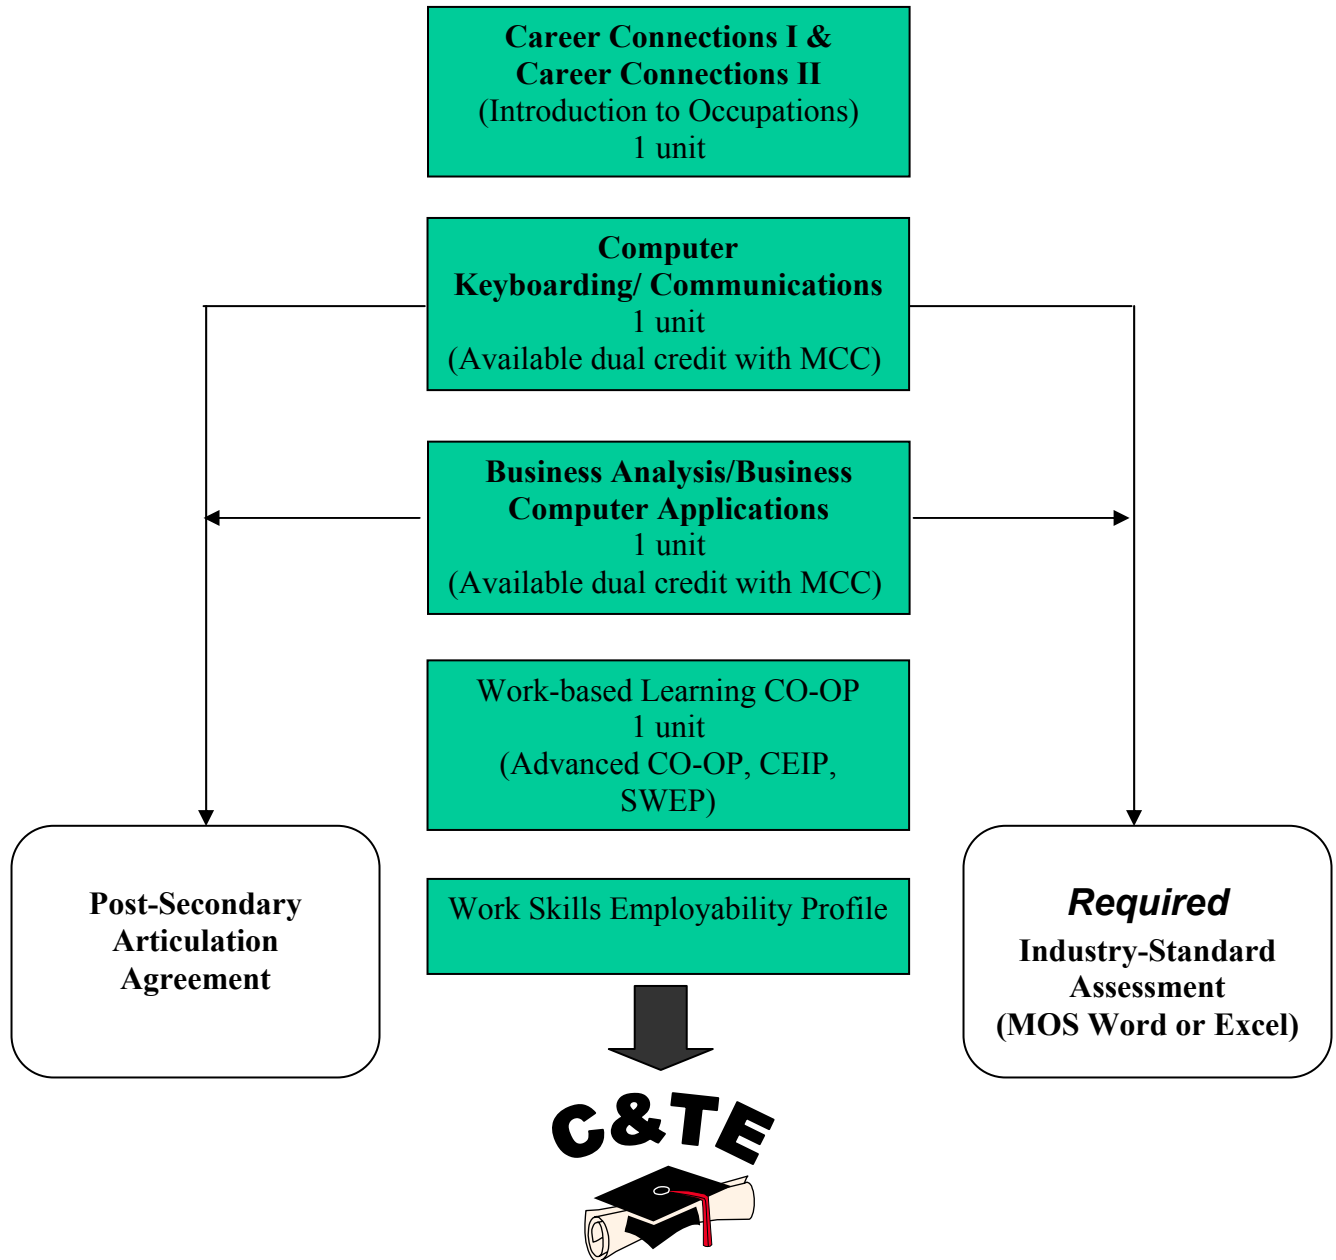 Career Connections I &
Career Connections II
(Introduction to Occupations)
1 unit
Computer
Keyboarding/ Communications
1 unit
(Available dual credit with MCC)
Business Analysis/Business
Computer Applications
1 unit
(Available dual credit with MCC)
Work-based Learning CO-OP
1 unit
(Advanced CO-OP, CEIP,
SWEP)
Post-Secondary
Articulation
Agreement
Work Skills Employability Profile
Required
Industry-Standard
Assessment
(MOS Word or Excel)
C&TE